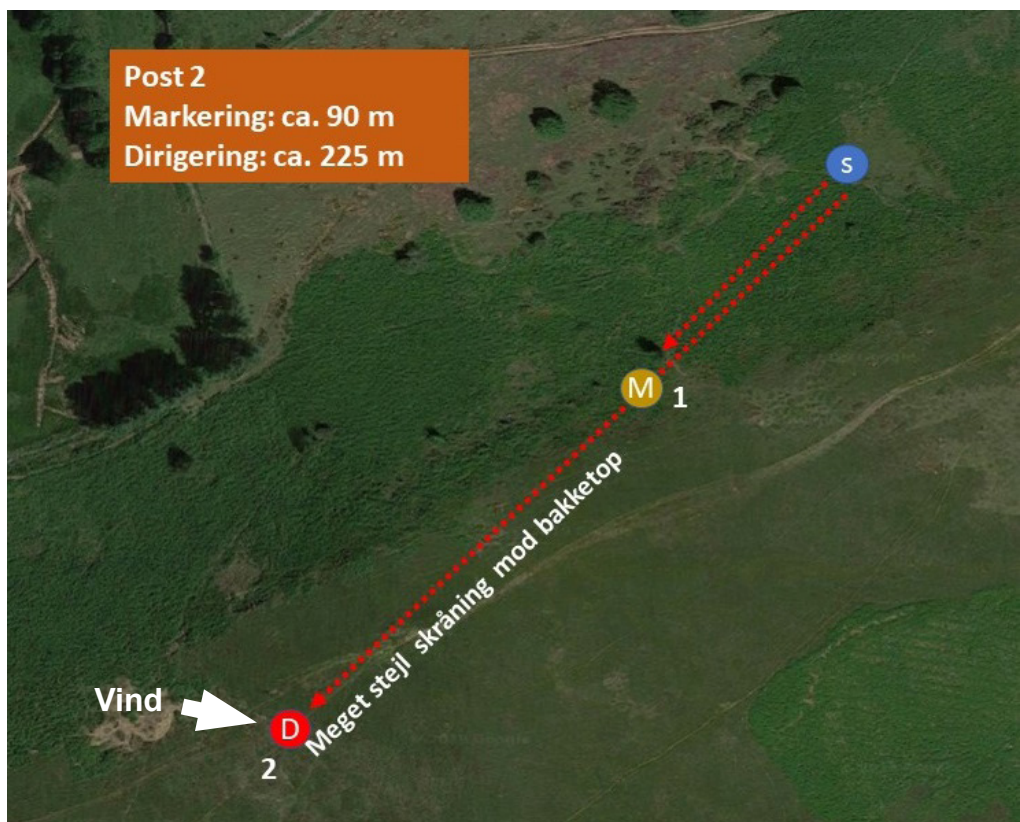 Post 2
Markering: ca. 90 m
Dirigering: ca. 225 m
s
M
1
Meget stejl skråning mod bakketop
Vind
D
2